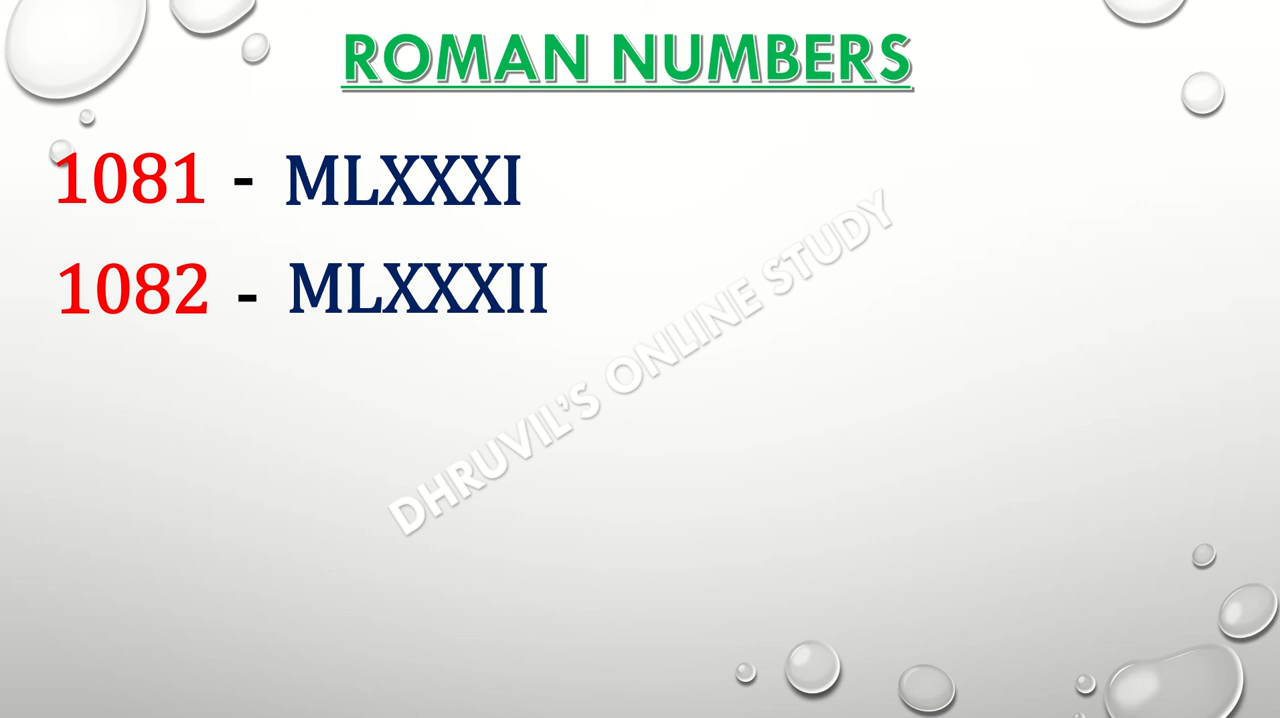 ROMAN NUMBERS
1081 - MLXXXI
1082 - MLXXXII
DHRUVIL'S ONLINE STUDY